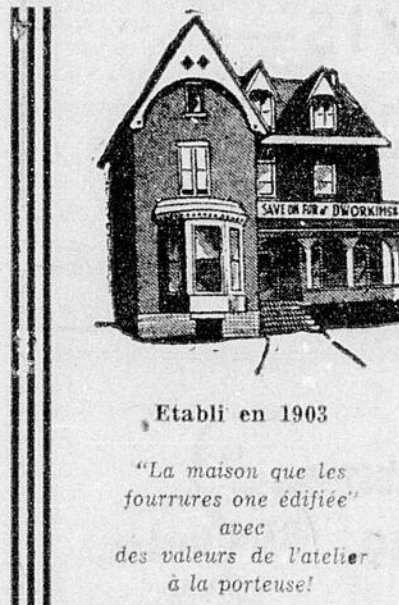 SAVE ON FUR at DWORKINS
Etabli en 1903
"La maison que les
fourrures one édifiée"
avec
des valeurs de l'atelier
à la porteuse!